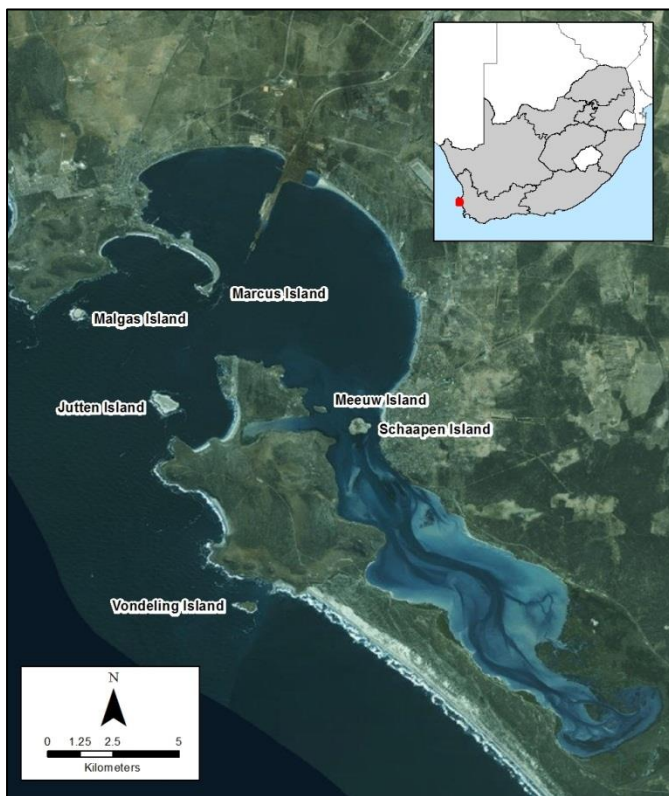 Marcus Island
Malgas Island
Jutten Island
Meeuw Island
Schaapen Island
Vondeling Island
N
0 1.25 2.5 5
Kilometers